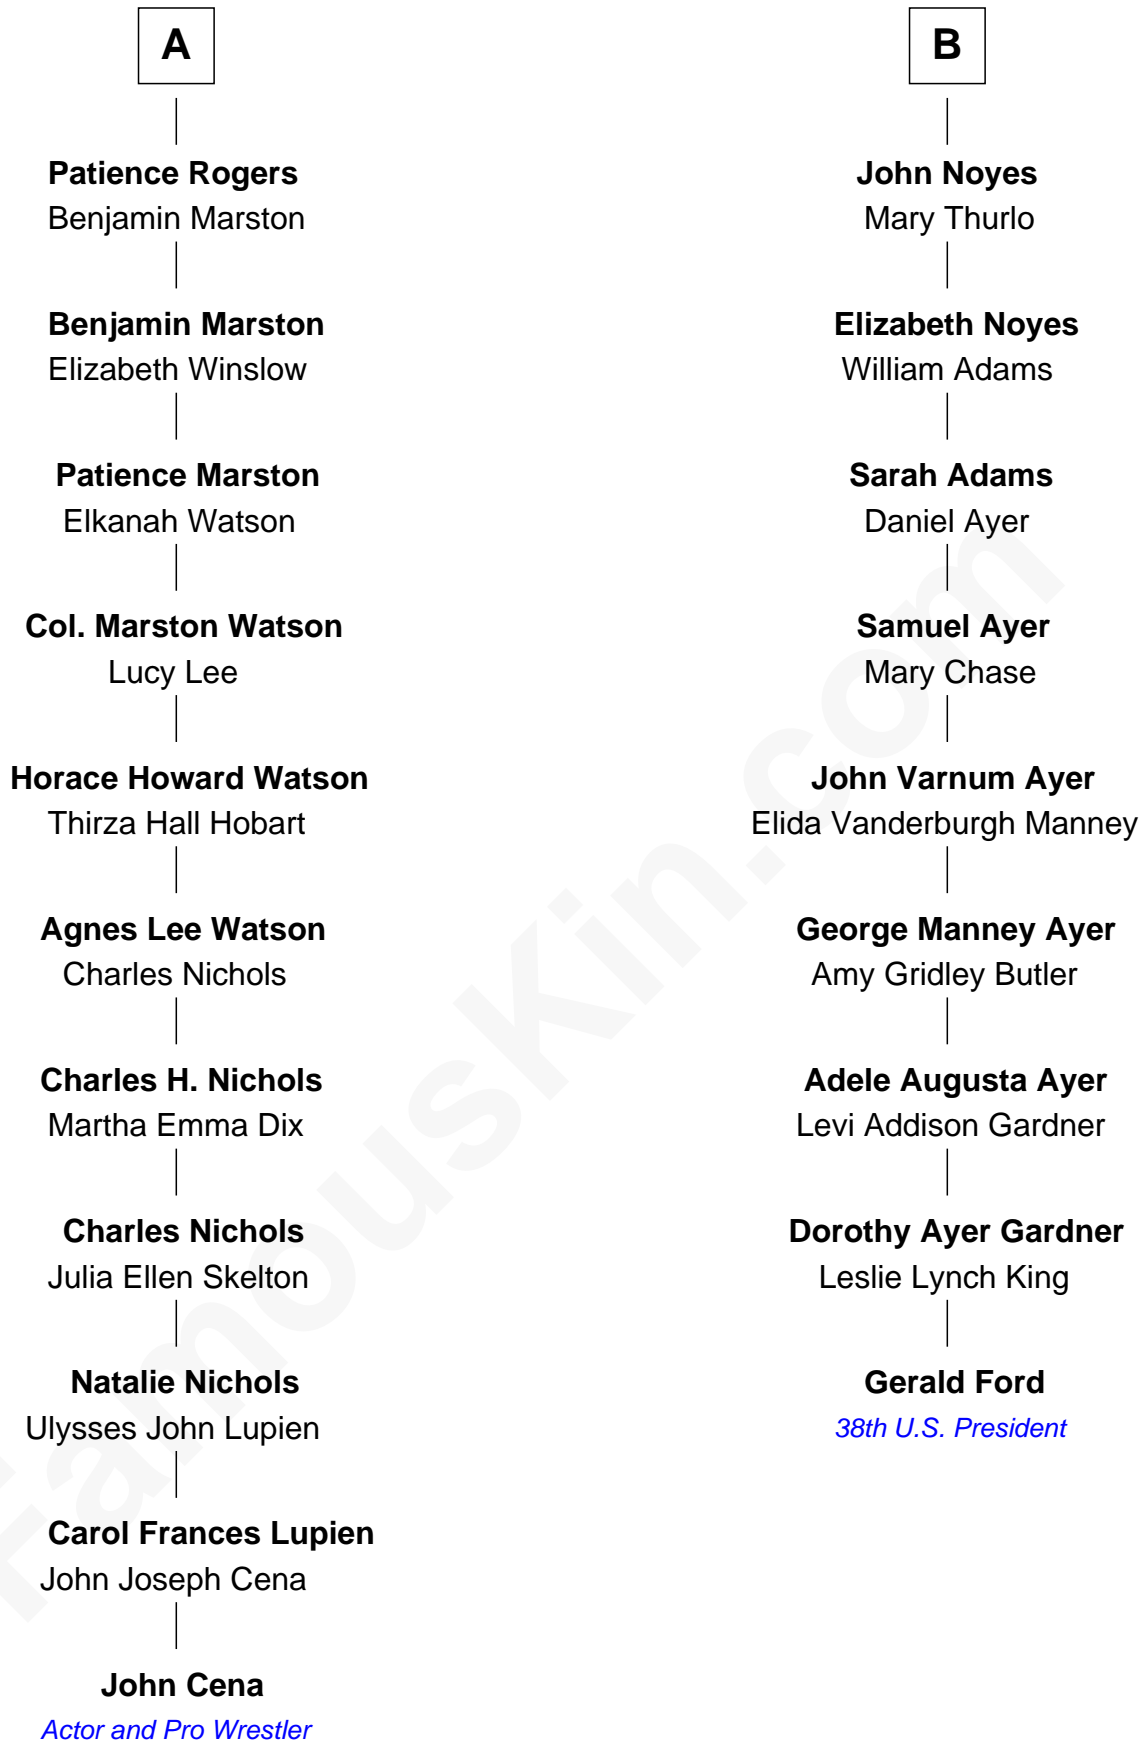 A
Patience Rogers
Benjamin Marston
Benjamin Marston
Elizabeth Winslow
Patience Marston
Elkanah Watson
Col. Marston Watson
Lucy Lee
Horace Howard Watson
Thirza Hall Hobart
Agnes Lee Watson
Charles Nichols
Charles H. Nichols
Martha Emma Dix
Charles Nichols
Julia Ellen Skelton
Natalie Nichols
Ulysses John Lupien
Carol Frances Lupien
John Joseph Cena
John Cena
Actor and Pro Wrestler
B
John Noyes
Mary Thurlo
Elizabeth Noyes
William Adams
Sarah Adams
Daniel Ayer
Samuel Ayer
Mary Chase
John Varnum Ayer
Elida Vanderburgh Manney
George Manney Ayer
Amy Gridley Butler
Adele Augusta Ayer
Levi Addison Gardner
Dorothy Ayer Gardner
Leslie Lynch King
Gerald Ford
38th U.S. President
FamousKin.com